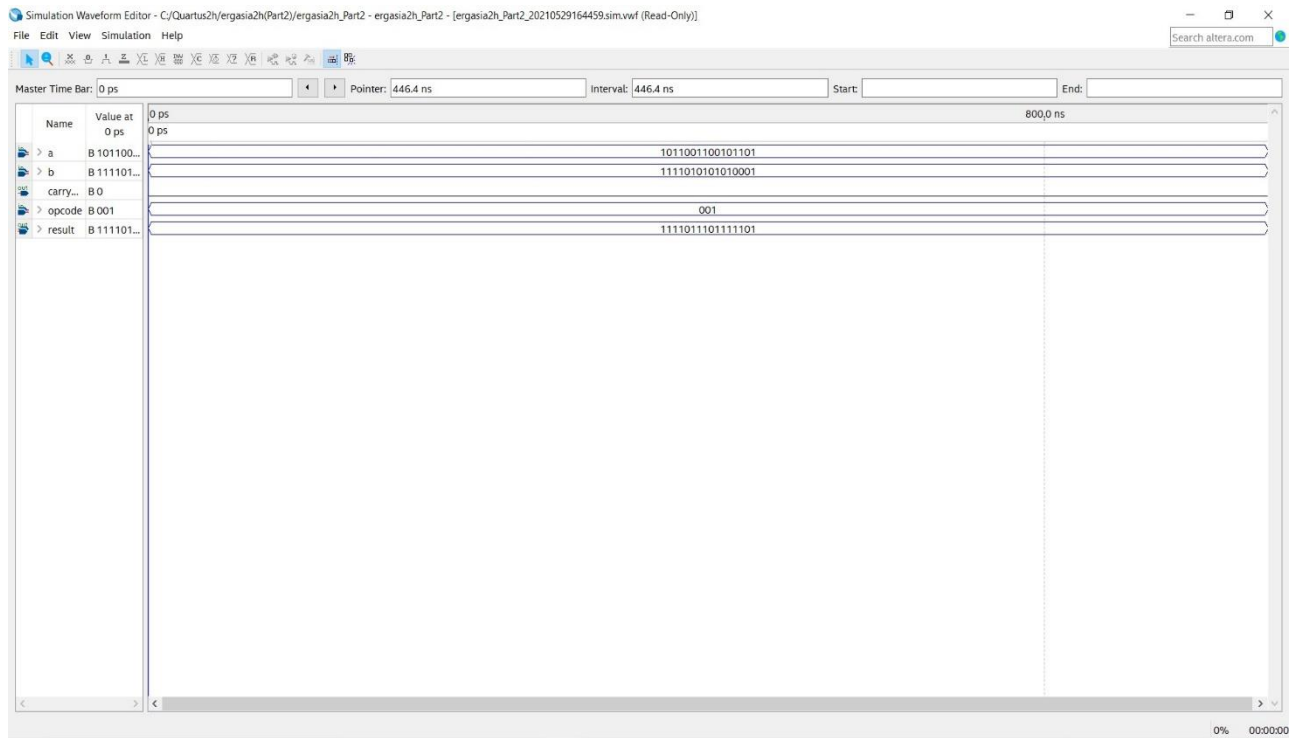 Simulation Waveform Editor - C:/Quartus2h/ergasia2h(Part2)/ergasia2h_Part2 - ergasia2h_Part2 - [ergasia2h_Part2_20210529164459.sim.vwf (Read-Only)]
File Edit View Simulation Help
Search altera.com
Master Time Bar: 0 ps Pointer: 446.4 ns Interval: 446.4 ns Start: End:
Name Value at 0 ps 0 ps 800,0 ns
0 ps
a B 101100... 1011001100101101
b B 111101... 1111010101010001
carry... B 0
opcode B 001 001
result B 111101... 1111011101111101
0% 00:00:00